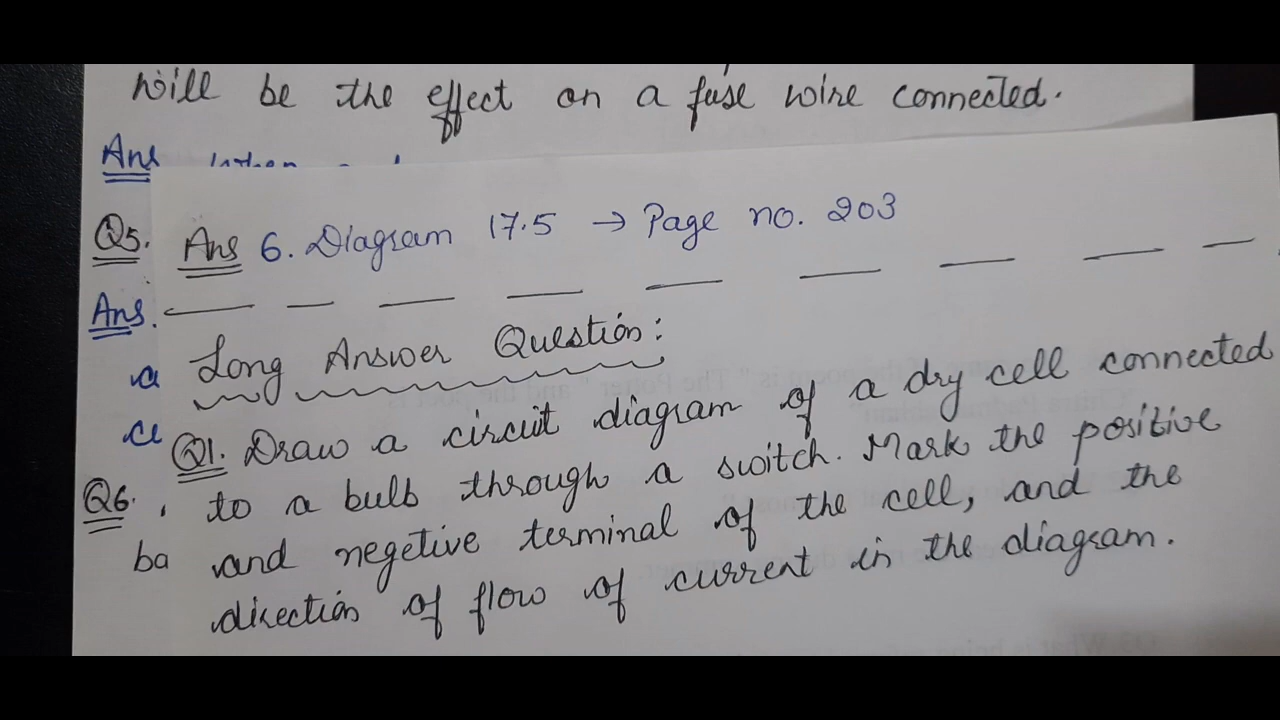 will be the effect on a fuse wire connected.
Ans
Q5.
Ans 6. Diagram 17.5 → Page no. 203
Ans.
Long Answer Question:
Q1. Draw a circuit diagram of a dry cell connected
Q6.
to a bulb through a switch. Mark the positive
ba
and negetive terminal of the cell, and the
direction of flow of current in the diagram.